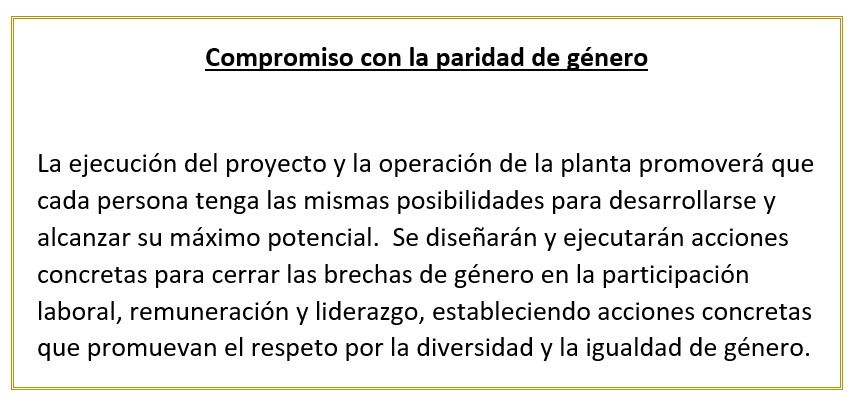 Compromiso con la paridad de género
La ejecución del proyecto y la operación de la planta promoverá que
cada persona tenga las mismas posibilidades para desarrollarse y
alcanzar su máximo potencial.  Se diseñarán y ejecutarán acciones
concretas para cerrar las brechas de género en la participación
laboral, remuneración y liderazgo, estableciendo acciones concretas
que promuevan el respeto por la diversidad y la igualdad de género.